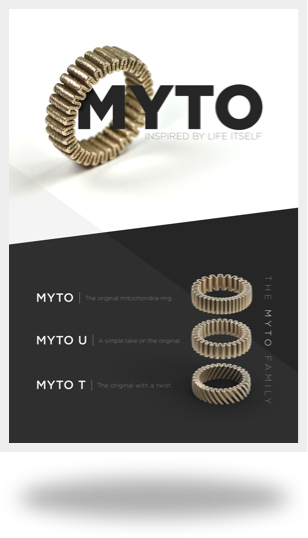 MYTO
INSPIRED BY LIFE ITSELF
MYTO | The original mitochondria ring
MYTO U | A simple take on the original
MYTO T | The original with a twist
THE MYTO FAMILY